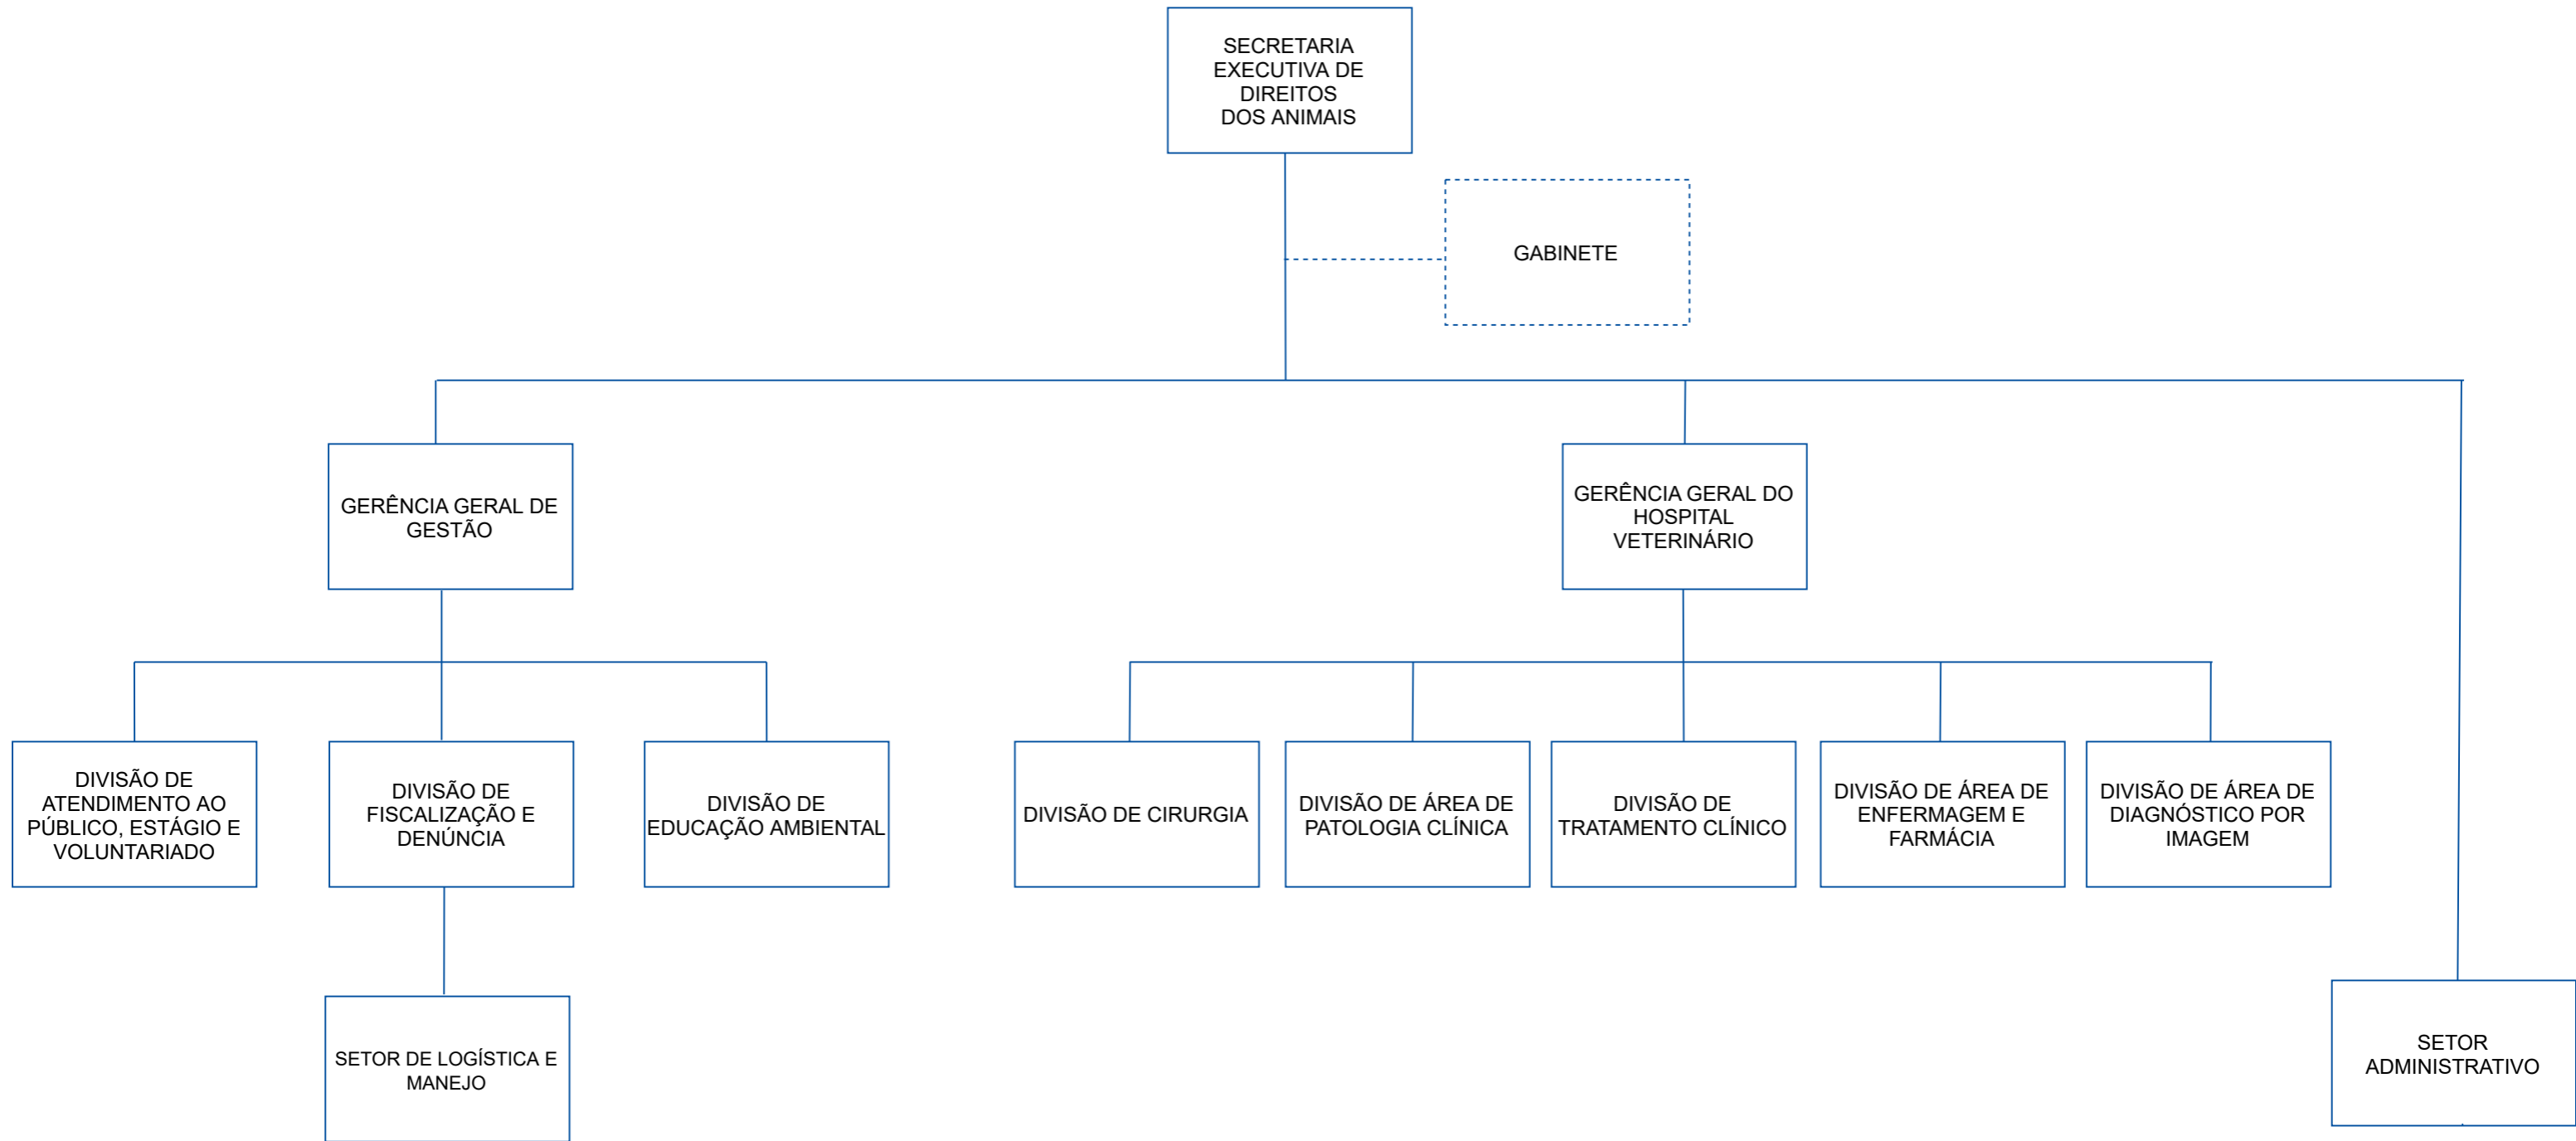 SECRETARIA
EXECUTIVA DE
DIREITOS
DOS ANIMAIS
GABINETE
GERÊNCIA GERAL DE
GESTÃO
GERÊNCIA GERAL DO
HOSPITAL
VETERINÁRIO
DIVISÃO DE
ATENDIMENTO AO
PÚBLICO, ESTÁGIO E
VOLUNTARIADO
DIVISÃO DE
FISCALIZAÇÃO E
DENÚNCIA
DIVISÃO DE
EDUCAÇÃO AMBIENTAL
DIVISÃO DE CIRURGIA
DIVISÃO DE ÁREA DE
PATOLOGIA CLÍNICA
DIVISÃO DE
TRATAMENTO CLÍNICO
DIVISÃO DE ÁREA DE
ENFERMAGEM E
FARMÁCIA
DIVISÃO DE ÁREA DE
DIAGNÓSTICO POR
IMAGEM
SETOR DE LOGÍSTICA E
MANEJO
SETOR
ADMINISTRATIVO